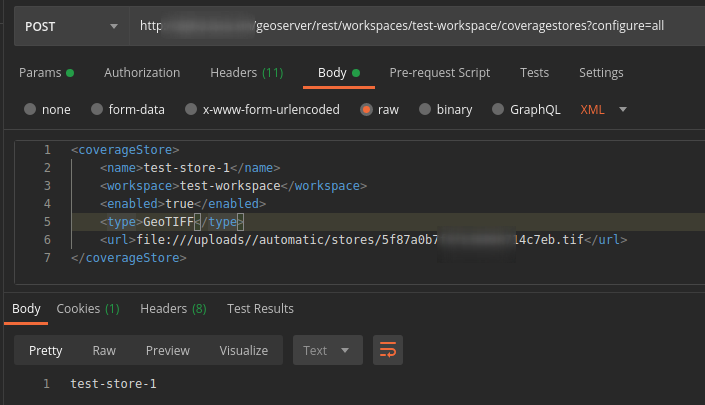 POST
http /geoserver/rest/workspaces/test-workspace/coveragestores?configure=all
Params Authorization Headers (11) Body Pre-request Script Tests Settings
none form-data x-www-form-urlencoded raw binary GraphQL XML
1 <coverageStore>
2 <name>test-store-1</name>
3 <workspace>test-workspace</workspace>
4 <enabled>true</enabled>
5 <type>GeoTIFF</type>
6 <url>file:///uploads//automatic/stores/5f87a0b7 14c7eb.tif</url>
7 </coverageStore>
Body Cookies (1) Headers (8) Test Results
Pretty Raw Preview Visualize Text
1 test-store-1